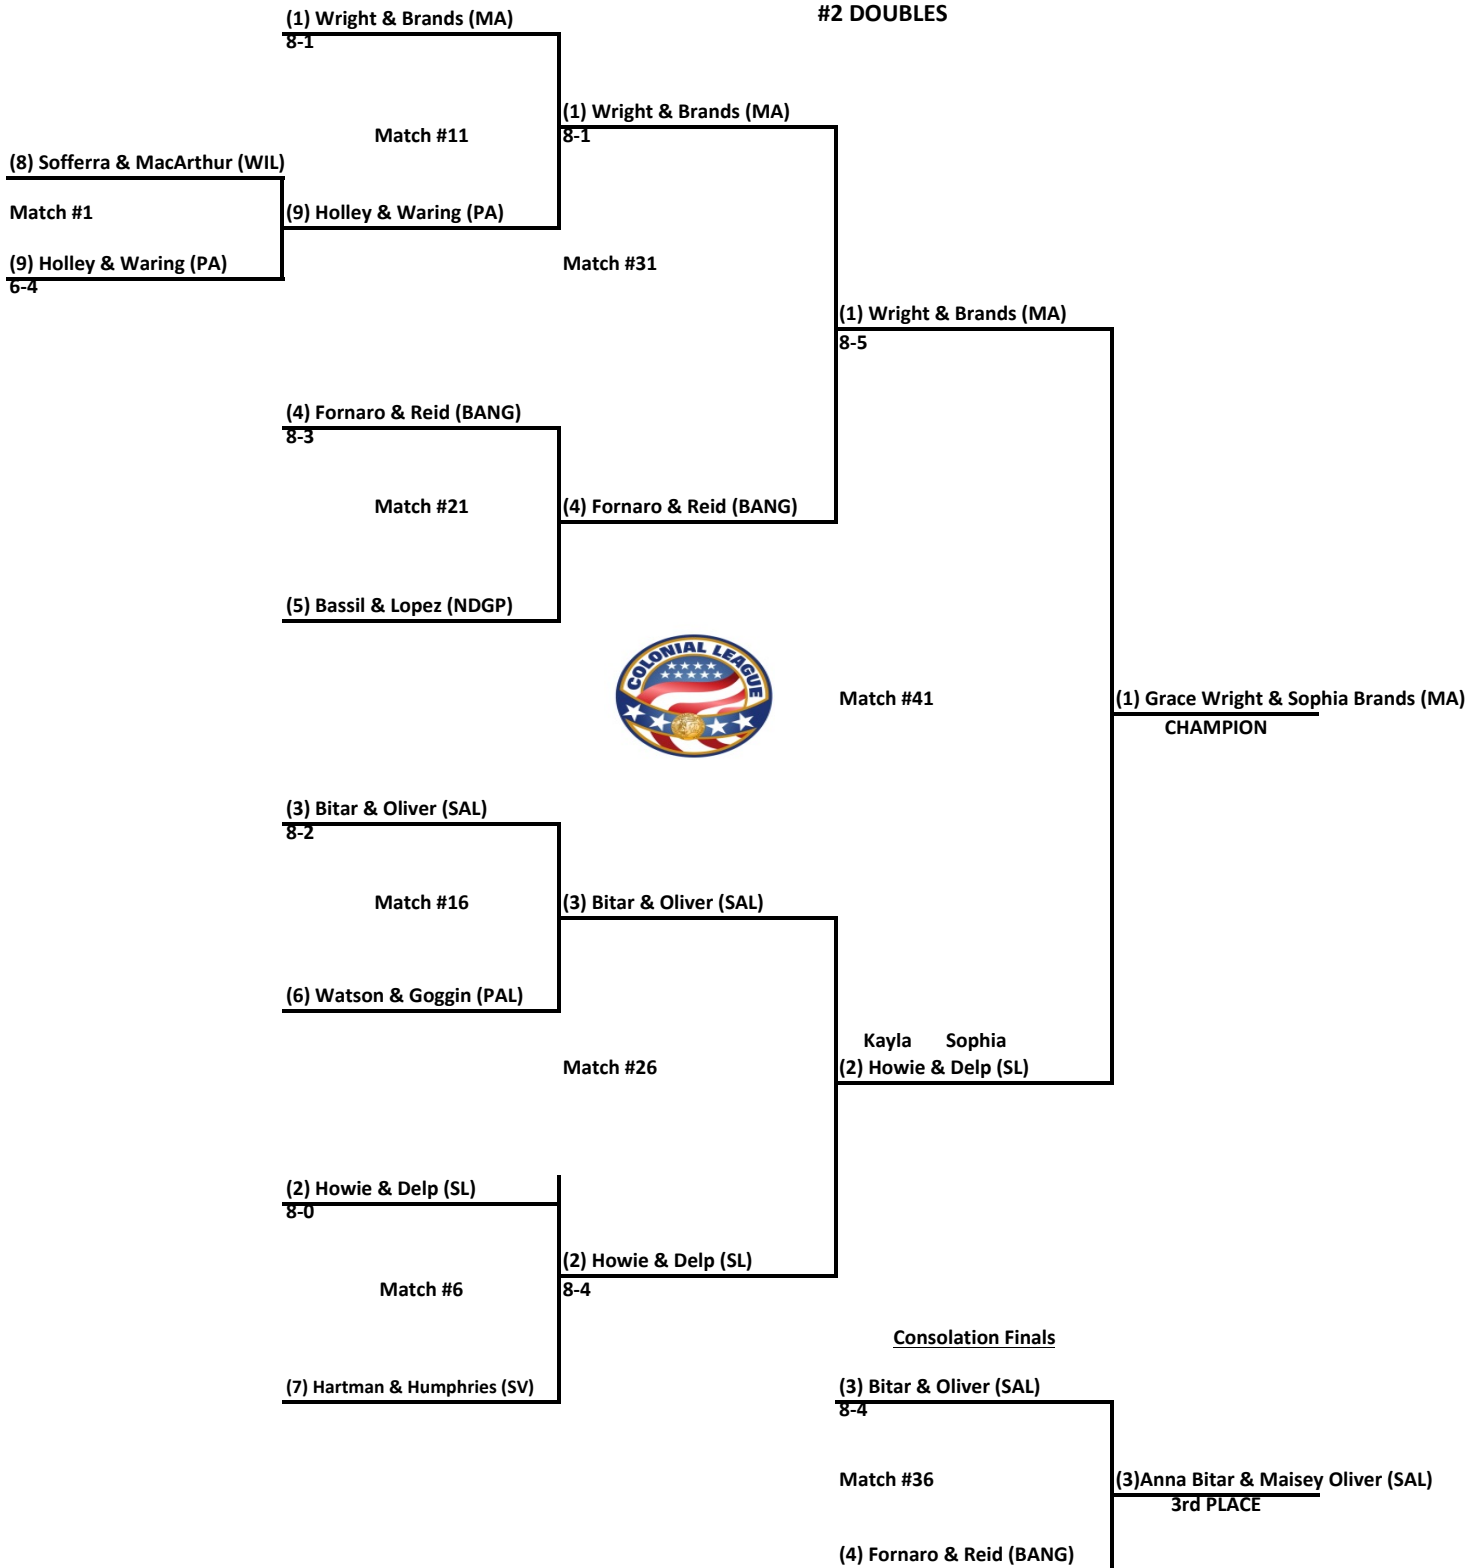 #2 DOUBLES
(1) Wright & Brands (MA)
8-1
(1) Wright & Brands (MA)
Match #11
8-1
(8) Sofferra & MacArthur (WIL)
Match #1
(9) Holley & Waring (PA)
(9) Holley & Waring (PA)
6-4
Match #31
(1) Wright & Brands (MA)
8-5
(4) Fornaro & Reid (BANG)
8-3
Match #21
(4) Fornaro & Reid (BANG)
(5) Bassil & Lopez (NDGP)
COLONIAL LEAGUE
Match #41
(1) Grace Wright & Sophia Brands (MA)
CHAMPION
(3) Bitar & Oliver (SAL)
8-2
Match #16
(3) Bitar & Oliver (SAL)
(6) Watson & Goggin (PAL)
Kayla Sophia
Match #26
(2) Howie & Delp (SL)
(2) Howie & Delp (SL)
8-0
(2) Howie & Delp (SL)
Match #6
8-4
Consolation Finals
(7) Hartman & Humphries (SV)
(3) Bitar & Oliver (SAL)
8-4
Match #36
(3)Anna Bitar & Maisey Oliver (SAL)
3rd PLACE
(4) Fornaro & Reid (BANG)